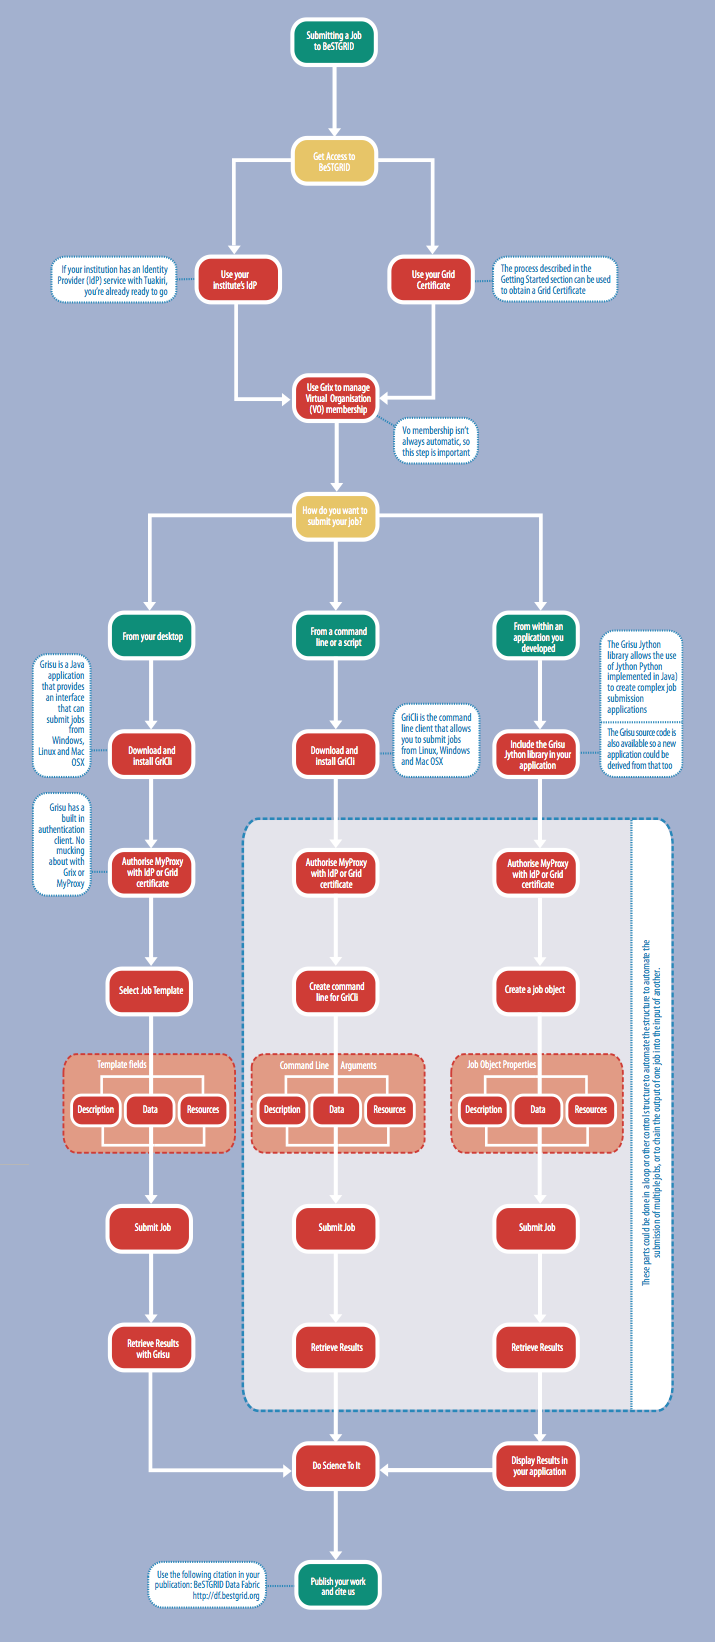 Submitting a Job
to BeSTGRID
Get Access to
BeSTGRID
If your institution has an Identity
Provider (IdP) service with Tuakiri,
you're already ready to go
Use your
institute's IdP
Use your Grid
Certificate
The process described in the
Getting Started section can be used
to obtain a Grid Certificate
Use Grix to manage
Virtual Organisation
(VO) membership
Vo membership isn't
always automatic, so
this step is important
How do you want to
submit your job?
From your desktop
From a command
line or a script
From within an
application you
developed
Grisu is a Java
application
that provides
an interface
that can
submit jobs
from
Windows,
Linux and Mac
OSX
Download and
install GriCli
Download and
install GriCli
GriCli is the command
line client that allows
you to submit jobs
from Linux, Windows
and Mac OSX
Include the Grisu
Jython library in your
application
The Grisu Jython
library allows the use
of Jython Python
implemented in Java)
to create complex job
submission
applications
The Grisu source code is
also available so a new
application could be
derived from that too
Grisu has a
built in
authentication
client. No
mucking
about with
Grix or
MyProxy
Authorise MyProxy
with IdP or Grid
certificate
Authorise MyProxy
with IdP or Grid
certificate
Authorise MyProxy
with IdP or Grid
certificate
Select Job Template
Create command
line for GriCli
Create a job object
Template fields
Description
Data
Resources
Command Line Arguments
Description
Data
Resources
Job Object Properties
Description
Data
Resources
These parts could be done in a loop or other control structure to automate the structure to automate the
submission of multiple jobs, or to chain the output of one job into the input of another.
Submit Job
Submit Job
Submit Job
Retrieve Results
with Grisu
Retrieve Results
Retrieve Results
Do Science To It
Display Results in
your application
Use the following citation in your
publication: BeSTGRID Data Fabric
http://df.bestgrid.org
Publish your work
and cite us